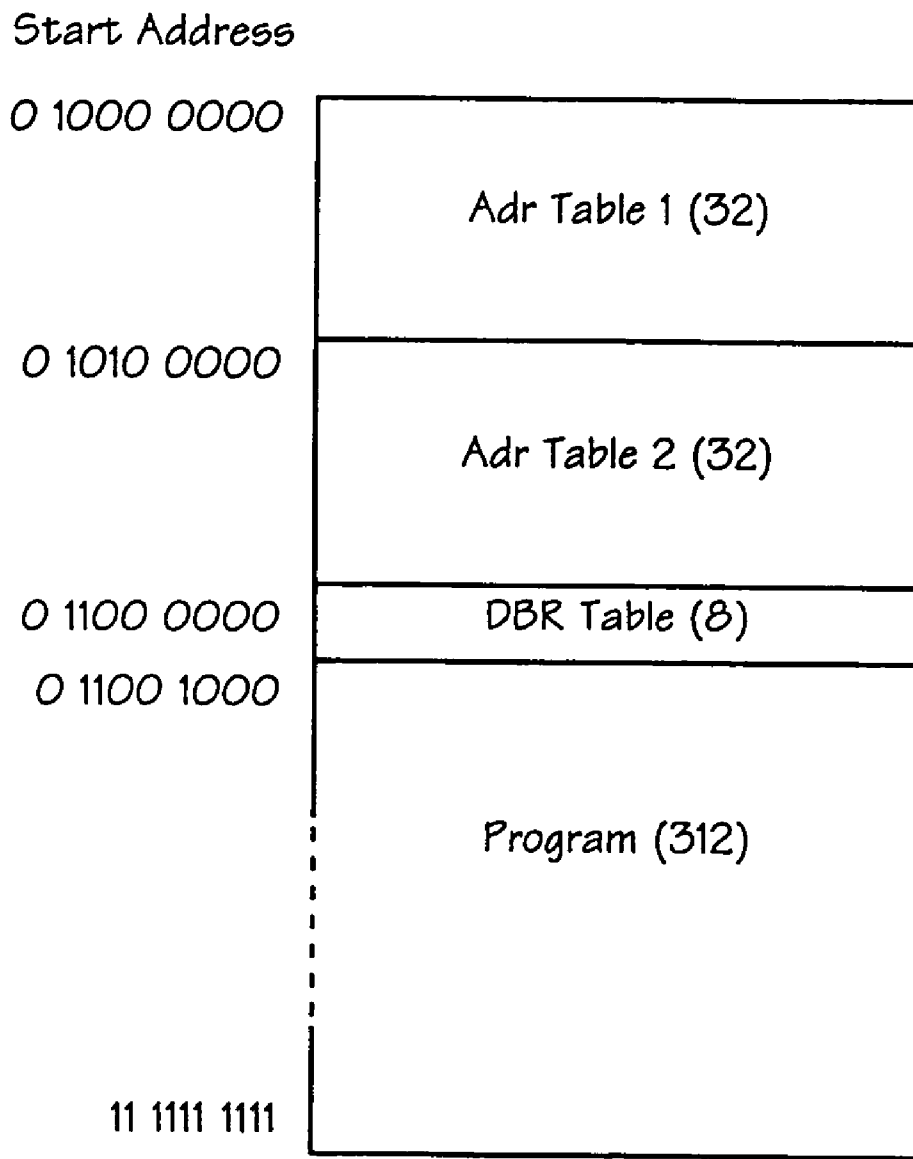 Start Address
0 1000 0000
Adr Table 1 (32)
0 1010 0000
Adr Table 2 (32)
0 1100 0000
DBR Table (8)
0 1100 1000
Program (312)
11 1111 1111